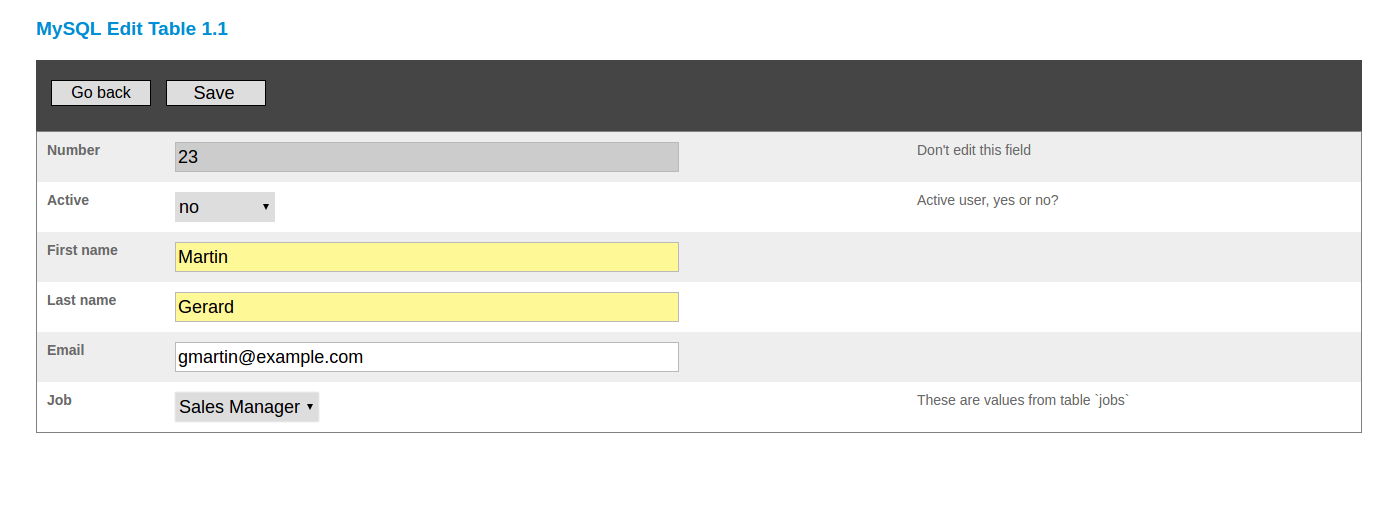 MySQL Edit Table 1.1
Go back Save
Number 23 Don't edit this field
Active no Active user, yes or no?
First name Martin
Last name Gerard
Email gmartin@example.com
Job Sales Manager These are values from table `jobs`